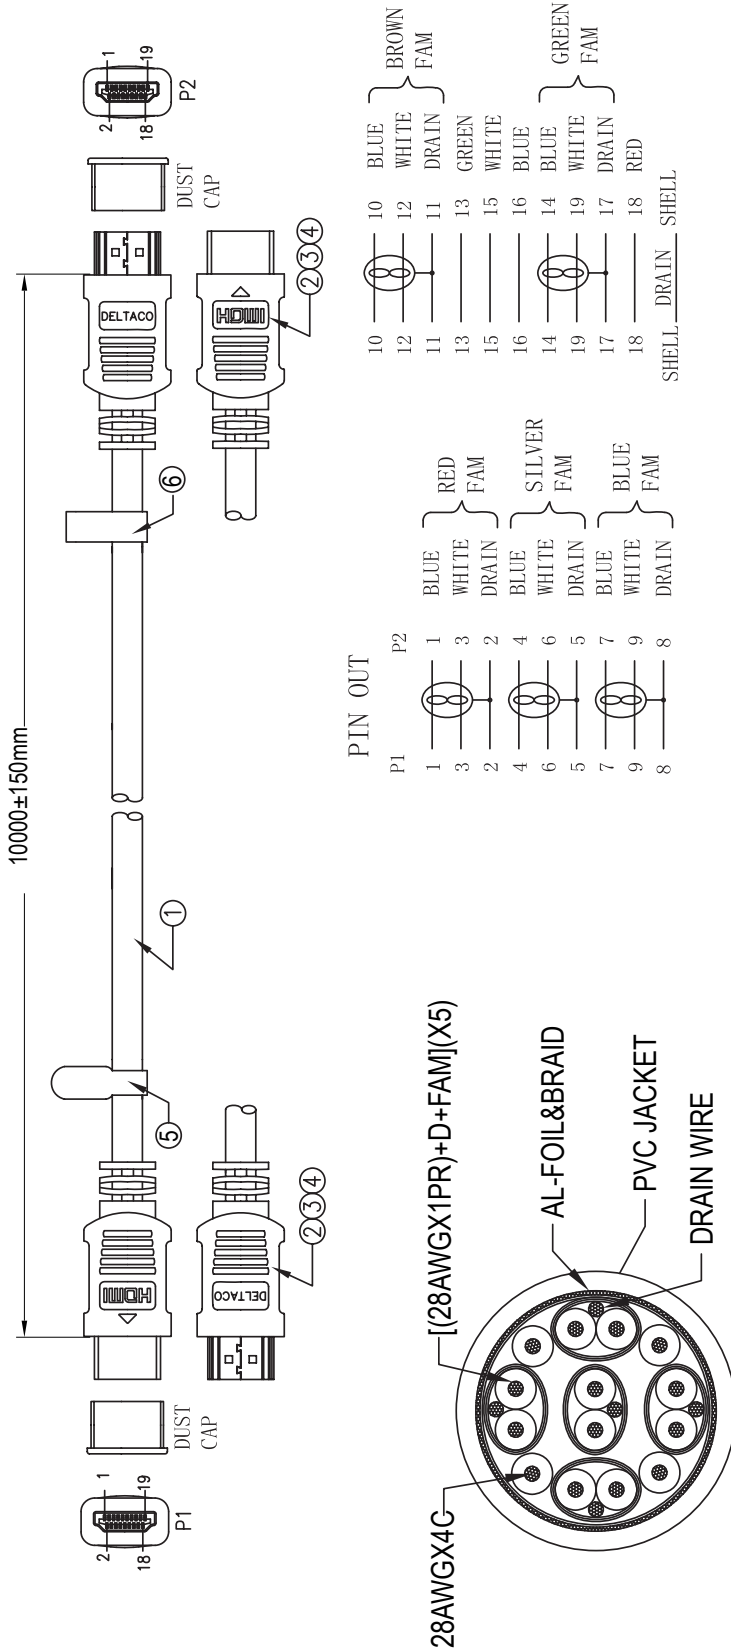 10000±150mm
P1
2
1
18
19
DUST
CAP
HDMI
DELTACO
②③④
⑤
①
⑥
DELTACO
HDMI
②③④
DUST
CAP
P2
2
1
18
19
28AWGX4C
[(28AWGX1PR)+D+FAM](X5)
AL-FOIL&BRAID
PVC JACKET
DRAIN WIRE
PIN OUT
P1 P2
1 1 BLUE
3 3 WHITE
2 2 DRAIN
RED
FAM
4 4 BLUE
6 6 WHITE
5 5 DRAIN
SILVER
FAM
7 7 BLUE
9 9 WHITE
8 8 DRAIN
BLUE
FAM
10 10 BLUE
12 12 WHITE
11 11 DRAIN
BROWN
FAM
13 13 GREEN
15 15 WHITE
16 16 BLUE
14 14 BLUE
19 19 WHITE
17 17 DRAIN
GREEN
FAM
18 18 RED
SHELL DRAIN SHELL